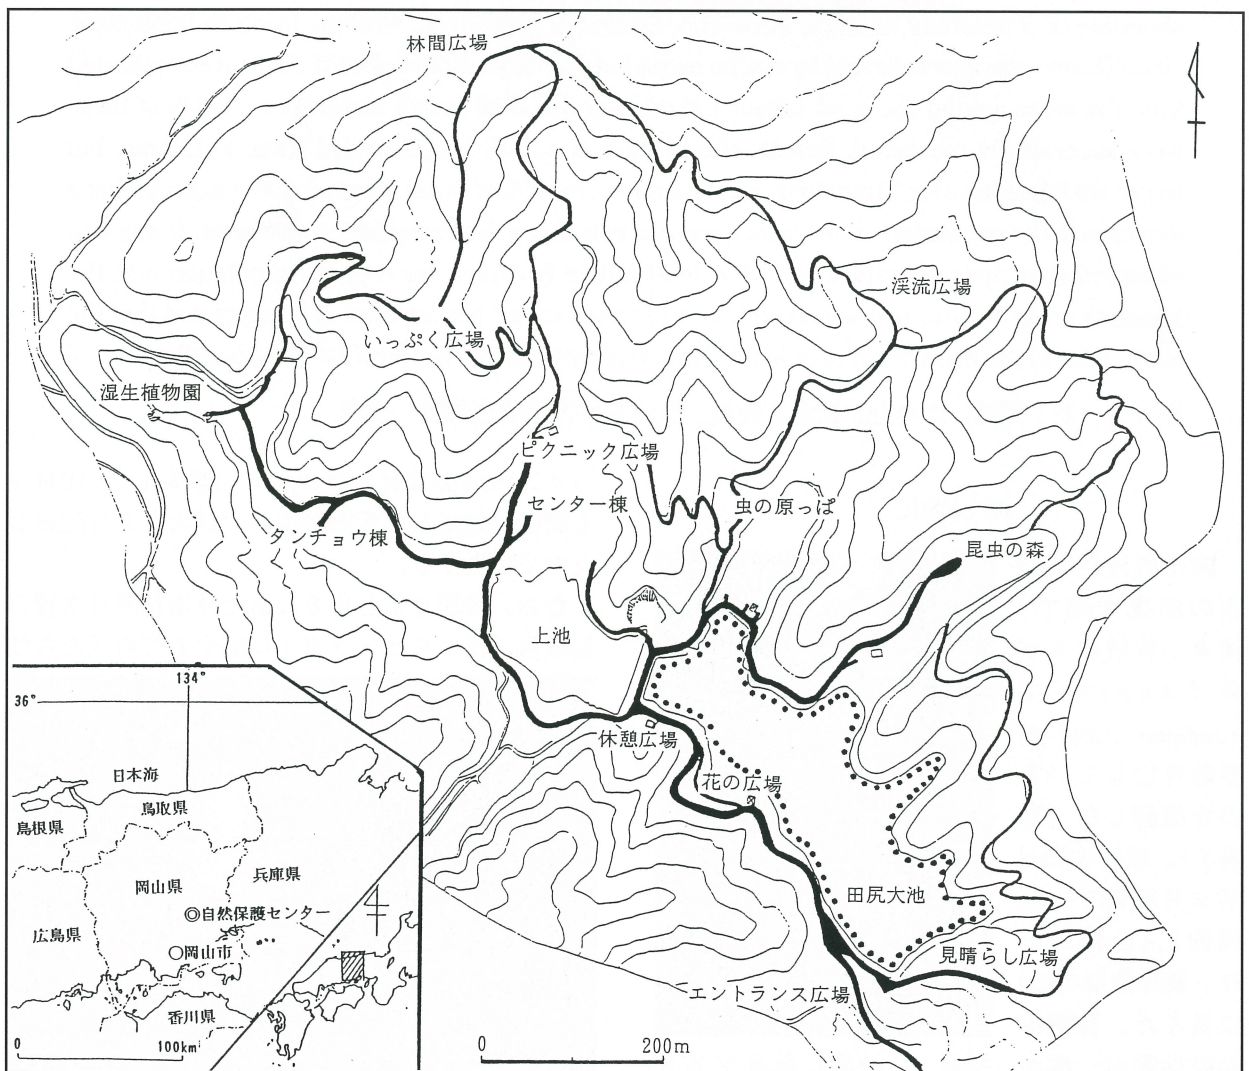 林間広場
渓流広場
いっぷく広場
湿生植物園
ピクニック広場
センター棟
虫の原っぱ
タンチョウ棟
昆虫の森
上池
休憩広場
花の広場
田尻大池
見晴らし広場
エントランス広場
0 200m
134°
36°
日本海
鳥取県
島根県
岡山県
兵庫県
◎自然保護センター
広島県
○岡山市
香川県
0 100km